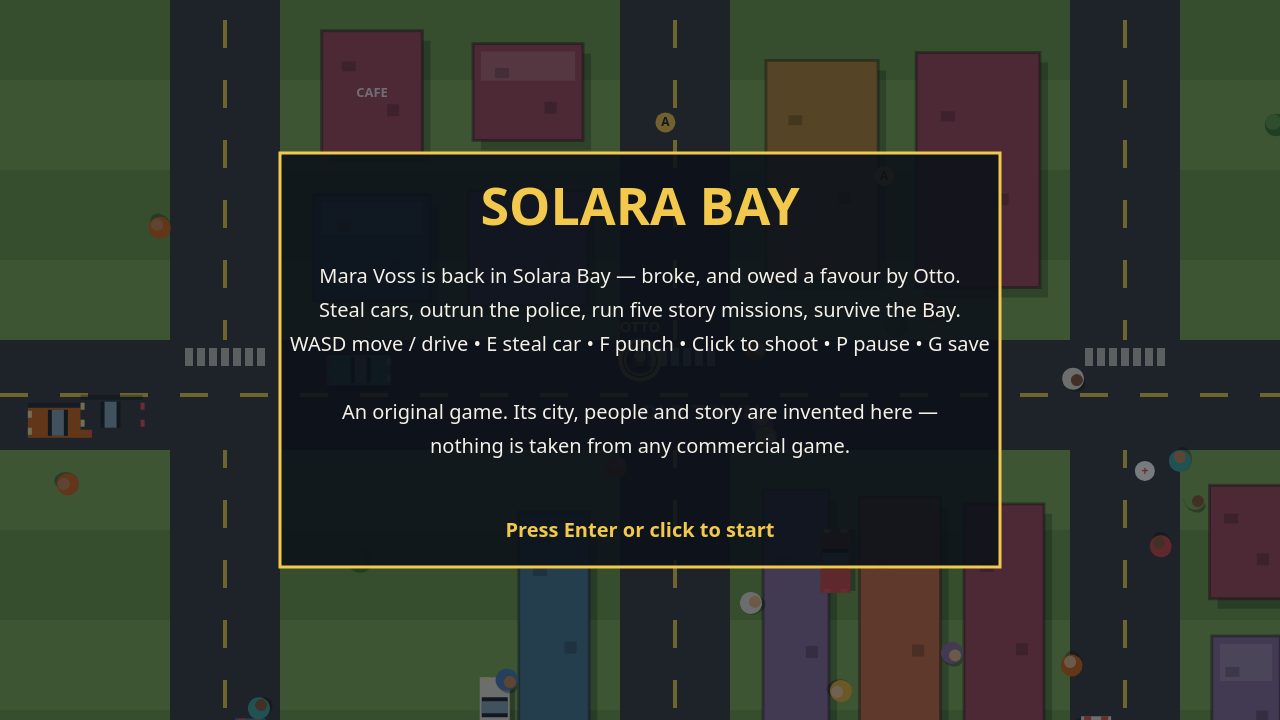 CAFE
A
A
SOLARA BAY
Mara Voss is back in Solara Bay — broke, and owed a favour by Otto.
Steal cars, outrun the police, run five story missions, survive the Bay.
OTTO
WASD move / drive • E steal car • F punch • Click to shoot • P pause • G save
An original game. Its city, people and story are invented here —
nothing is taken from any commercial game.
+
Press Enter or click to start